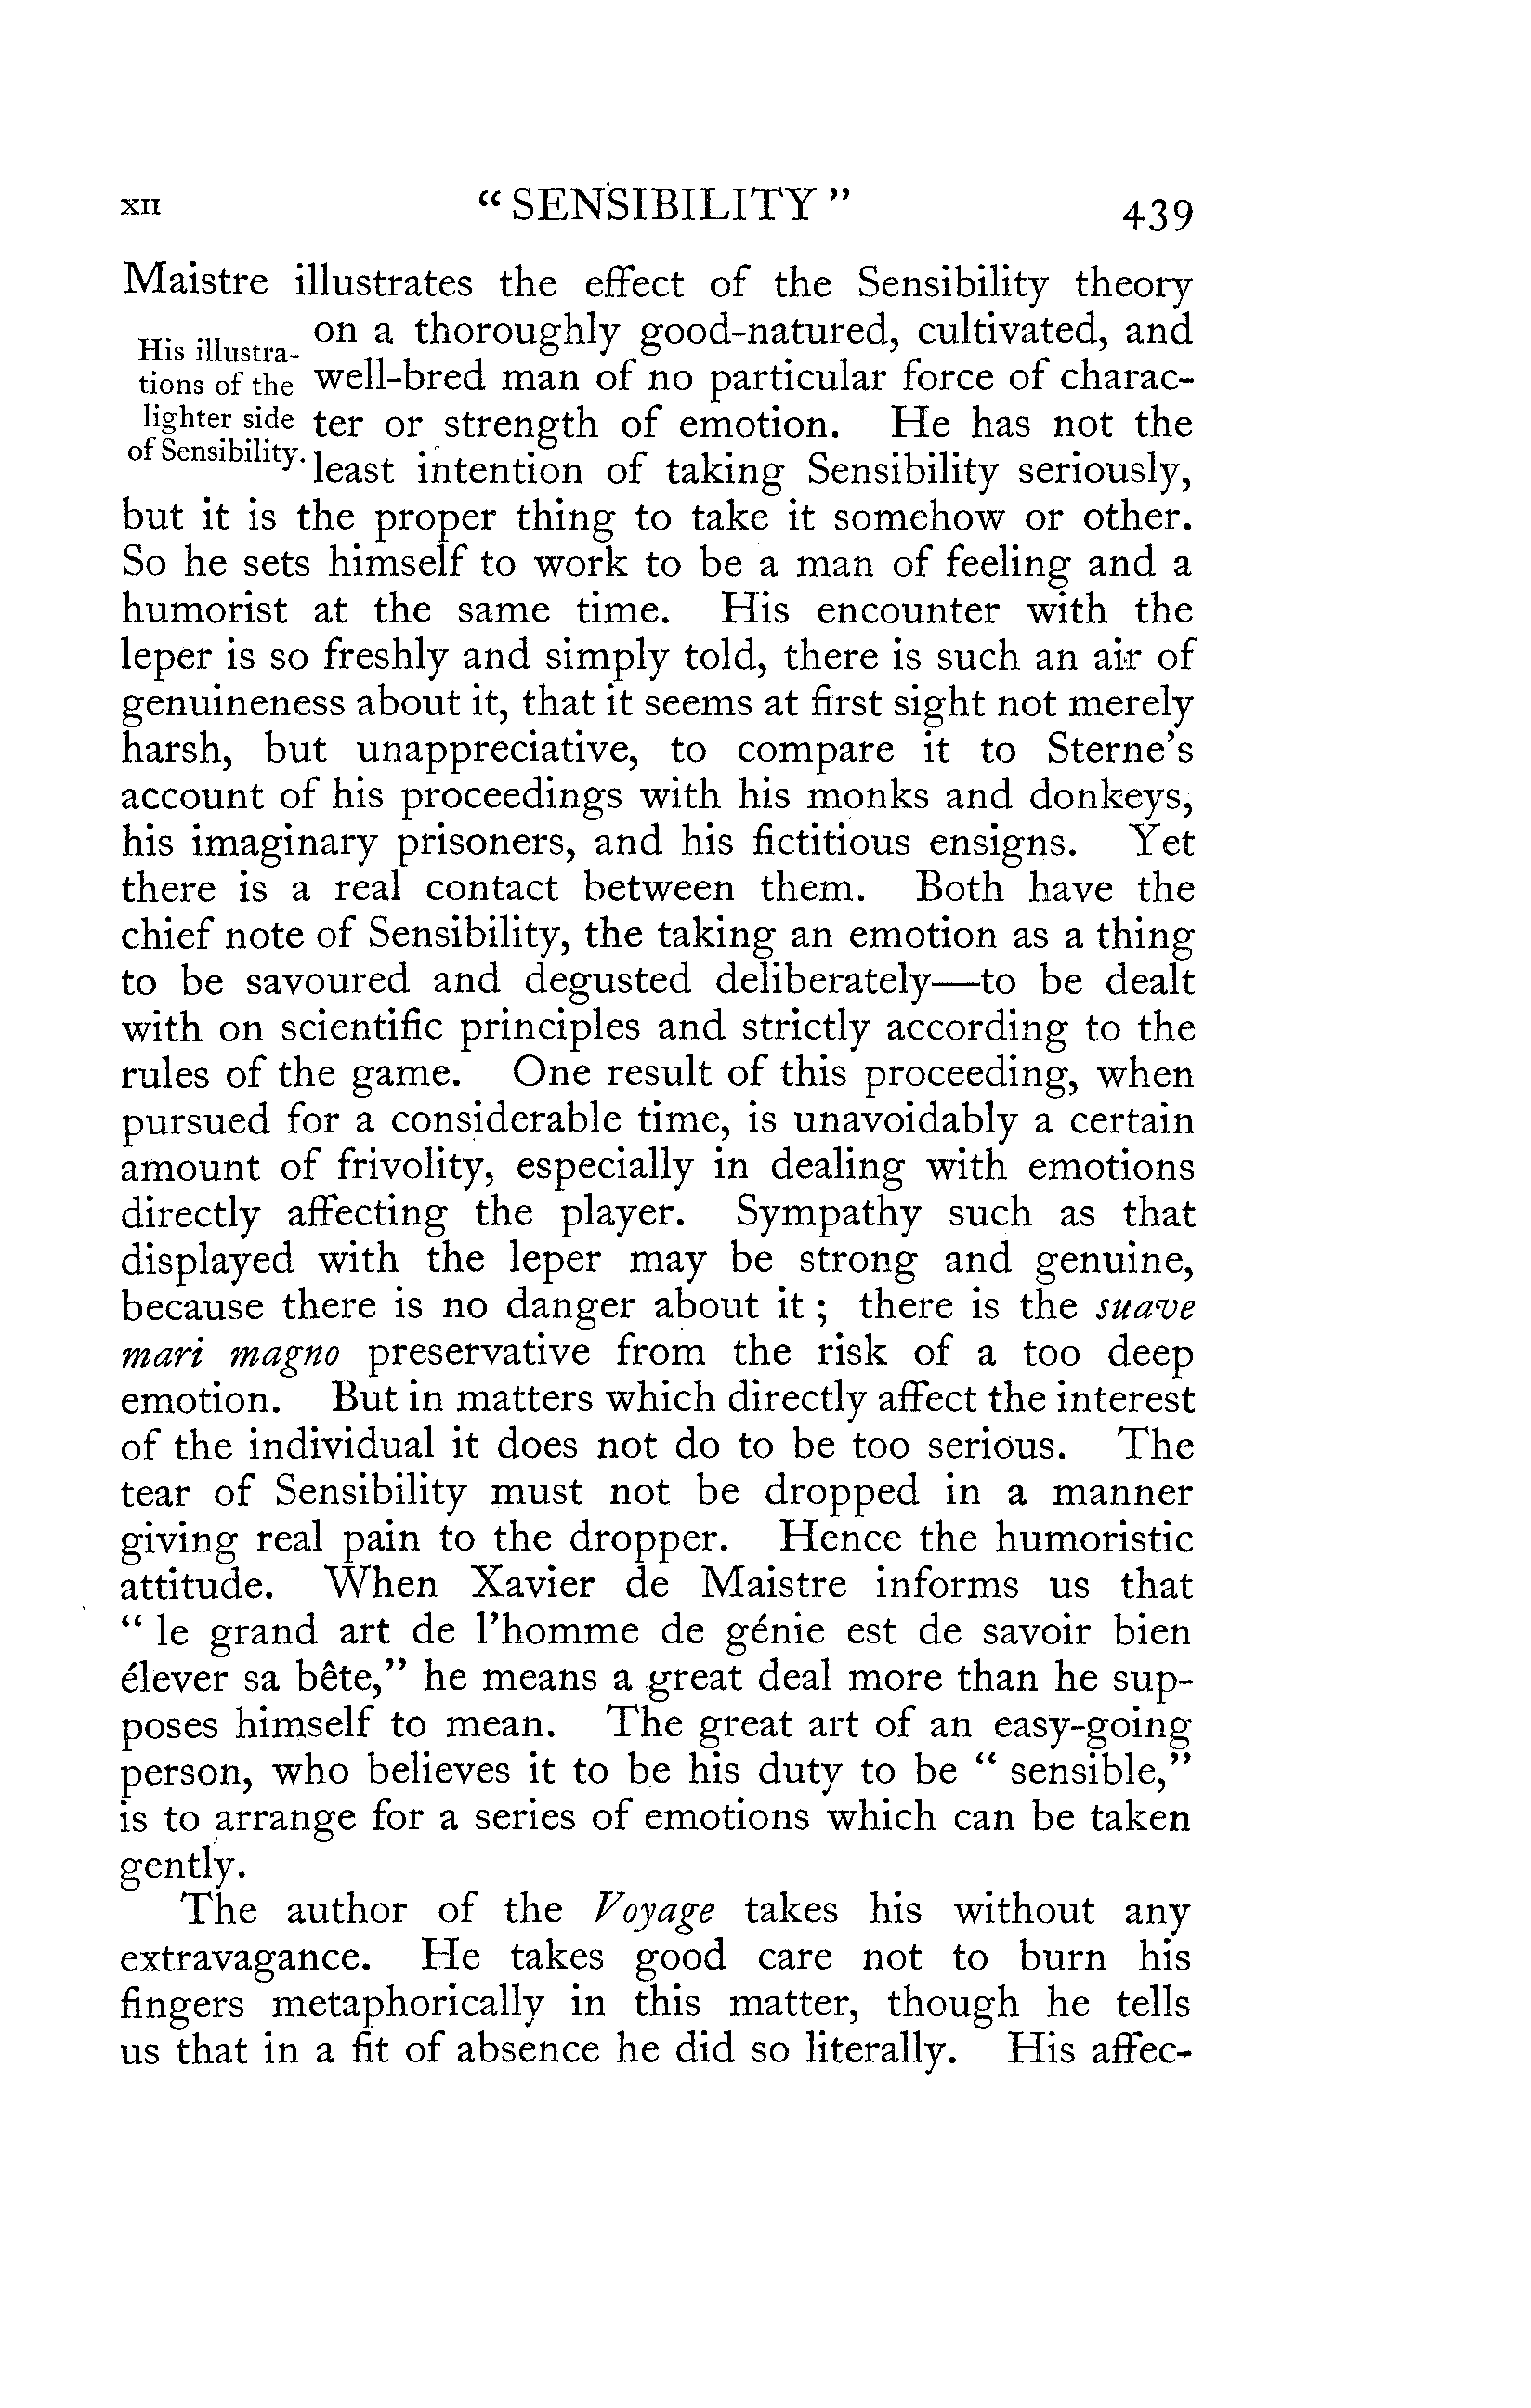 XII
“ SENSIBILITY ”
439
Maistre illustrates the effect of the Sensibility theory
His illustra-
tions of the
lighter side
of Sensibility.
on a thoroughly good-natured, cultivated, and
well-bred man of no particular force of charac-
ter or strength of emotion. He has not the
least intention of taking Sensibility seriously,
but it is the proper thing to take it somehow or other.
So he sets himself to work to be a man of feeling and a
humorist at the same time. His encounter with the
leper is so freshly and simply told, there is such an air of
genuineness about it, that it seems at first sight not merely
harsh, but unappreciative, to compare it to Sterne’s
account of his proceedings with his monks and donkeys,
his imaginary prisoners, and his fictitious ensigns. Yet
there is a real contact between them. Both have the
chief note of Sensibility, the taking an emotion as a thing
to be savoured and degusted deliberately—to be dealt
with on scientific principles and strictly according to the
rules of the game. One result of this proceeding, when
pursued for a considerable time, is unavoidably a certain
amount of frivolity, especially in dealing with emotions
directly affecting the player. Sympathy such as that
displayed with the leper may be strong and genuine,
because there is no danger about it ; there is the suave
mari magno preservative from the risk of a too deep
emotion. But in matters which directly affect the interest
of the individual it does not do to be too serious. The
tear of Sensibility must not be dropped in a manner
giving real pain to the dropper. Hence the humoristic
attitude. When Xavier de Maistre informs us that
“ le grand art de l’homme de génie est de savoir bien
élever sa bête,” he means a great deal more than he sup-
poses himself to mean. The great art of an easy-going
person, who believes it to be his duty to be “ sensible,”
is to arrange for a series of emotions which can be taken
gently.
The author of the Voyage takes his without any
extravagance. He takes good care not to burn his
fingers metaphorically in this matter, though he tells
us that in a fit of absence he did so literally. His affec-